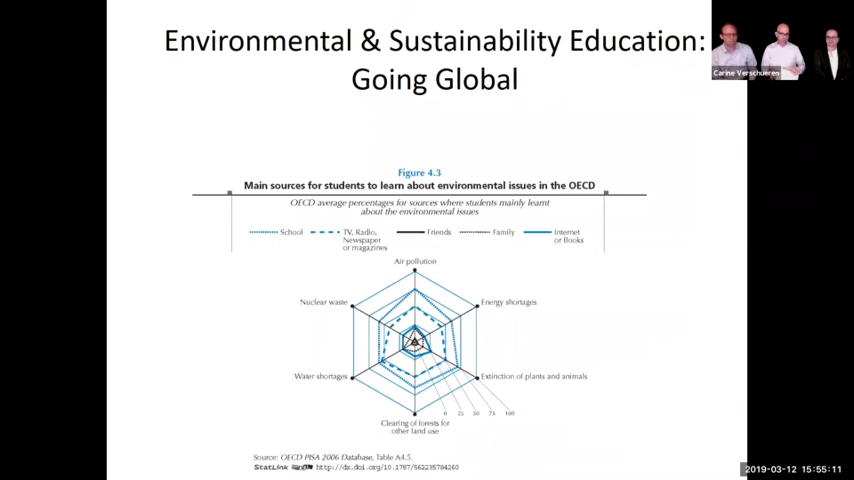 Environmental & Sustainability Education:
Going Global
Carine Verschueren
Figure 4.3
Main sources for students to learn about environmental issues in the OECD
OECD average percentages for sources where students mainly learnt
about the environmental issues
School
TV, Radio,
Newspaper
or magazines
Friends
Family
Internet
or Books
Air pollution
Nuclear waste
Energy shortages
Water shortages
Extinction of plants and animals
0 25 50 75 100
Clearing of forests for
other land use
Source: OECD PISA 2006 Database, Table A4.5.
StatLink http://dx.doi.org/10.1787/562235784260
2019-03-12 15:55:11